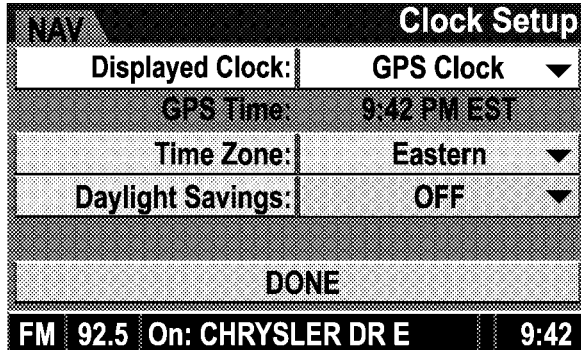 NAV Clock Setup
Displayed Clock: GPS Clock
GPS Time: 9:42 PM EST
Time Zone: Eastern
Daylight Savings: OFF
DONE
FM 92.5 On: CHRYSLER DR E 9:42